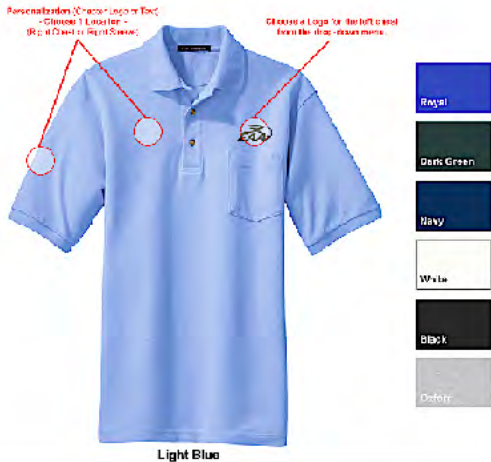 Personalization (Choose Logo or Text)
- Choose 1 Location -
(Right Chest or Right Sleeve)
Choose a Logo for the left chest
from the drop-down menu.
Royal
Dark Green
Navy
White
Black
Oxford
Light Blue